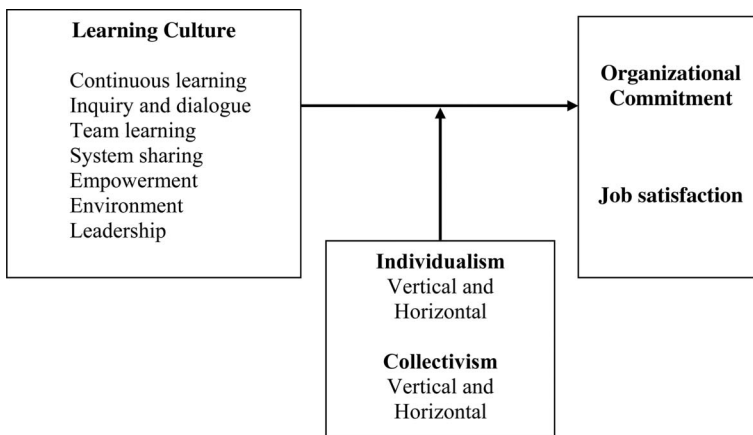 Learning Culture
Continuous learning
Inquiry and dialogue
Team learning
System sharing
Empowerment
Environment
Leadership
Organizational
Commitment
Job satisfaction
Individualism
Vertical and
Horizontal
Collectivism
Vertical and
Horizontal